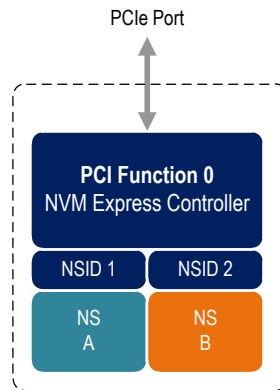 PCIe Port
PCI Function 0
NVM Express Controller
NSID 1
NSID 2
NS
A
NS
B